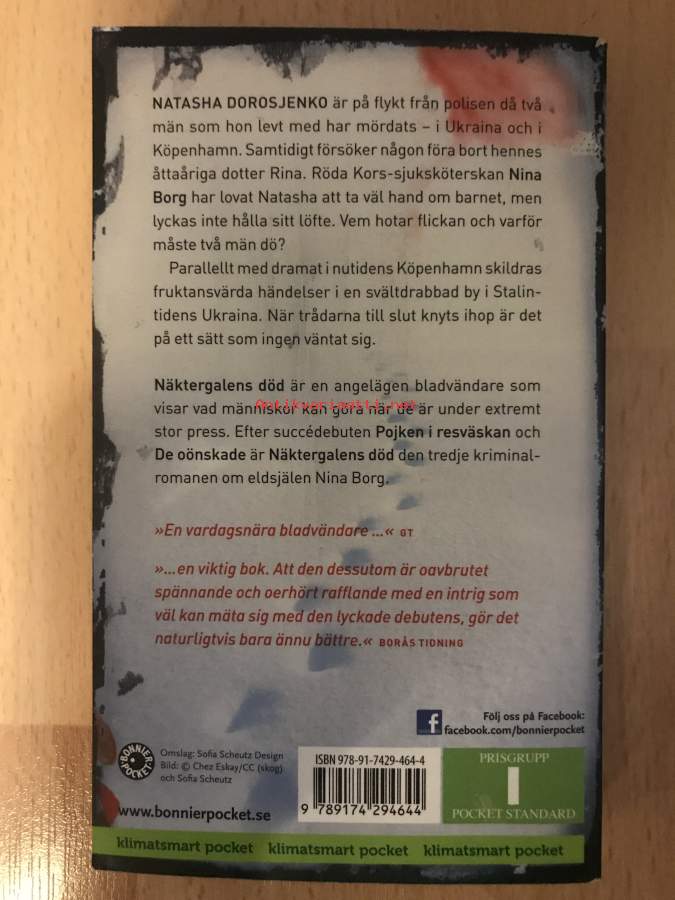 NATASHA DOROSJENKO är på flykt från polisen då två
män som hon levt med har mördats – i Ukraina och i
Köpenhamn. Samtidigt försöker någon föra bort hennes
åttaåriga dotter Rina. Röda Kors-sjuksköterskan Nina
Borg har lovat Natasha att ta väl hand om barnet, men
lyckas inte hålla sitt löfte. Vem hotar flickan och varför
måste två män dö?
Parallellt med dramat i nutidens Köpenhamn skildras
fruktansvärda händelser i en svältdrabbad by i Stalin-
tidens Ukraina. När trådarna till slut knyts ihop är det
på ett sätt som ingen väntat sig.
Näktergalens död är en angelägen bladvändare som
visar vad människor kan göra när de är under extremt
Antikvariaatti.net
stor press. Efter succédebuten Pojken i resväskan och
De oönskade är Näktergalens död den tredje kriminal-
romanen om eldsjälen Nina Borg.
»En vardagsnära bladvändare ...« GT
»...en viktig bok. Att den dessutom är oavbrutet
spännande och oerhört rafflande med en intrig som
väl kan mäta sig med den lyckade debutens, gör det
naturligtvis bara ännu bättre.« BORÅS TIDNING
f
Följ oss på Facebook:
facebook.com/bonnierpocket
BONNIER POCKET
Omslag: Sofia Scheutz Design
Bild: © Chez Eskay/CC (skog)
och Sofia Scheutz
www.bonnierpocket.se
ISBN 978-91-7429-464-4
9 789174 294644
PRISGRUPP
I
POCKET STANDARD
klimatsmart pocket klimatsmart pocket klimatsmart pocket